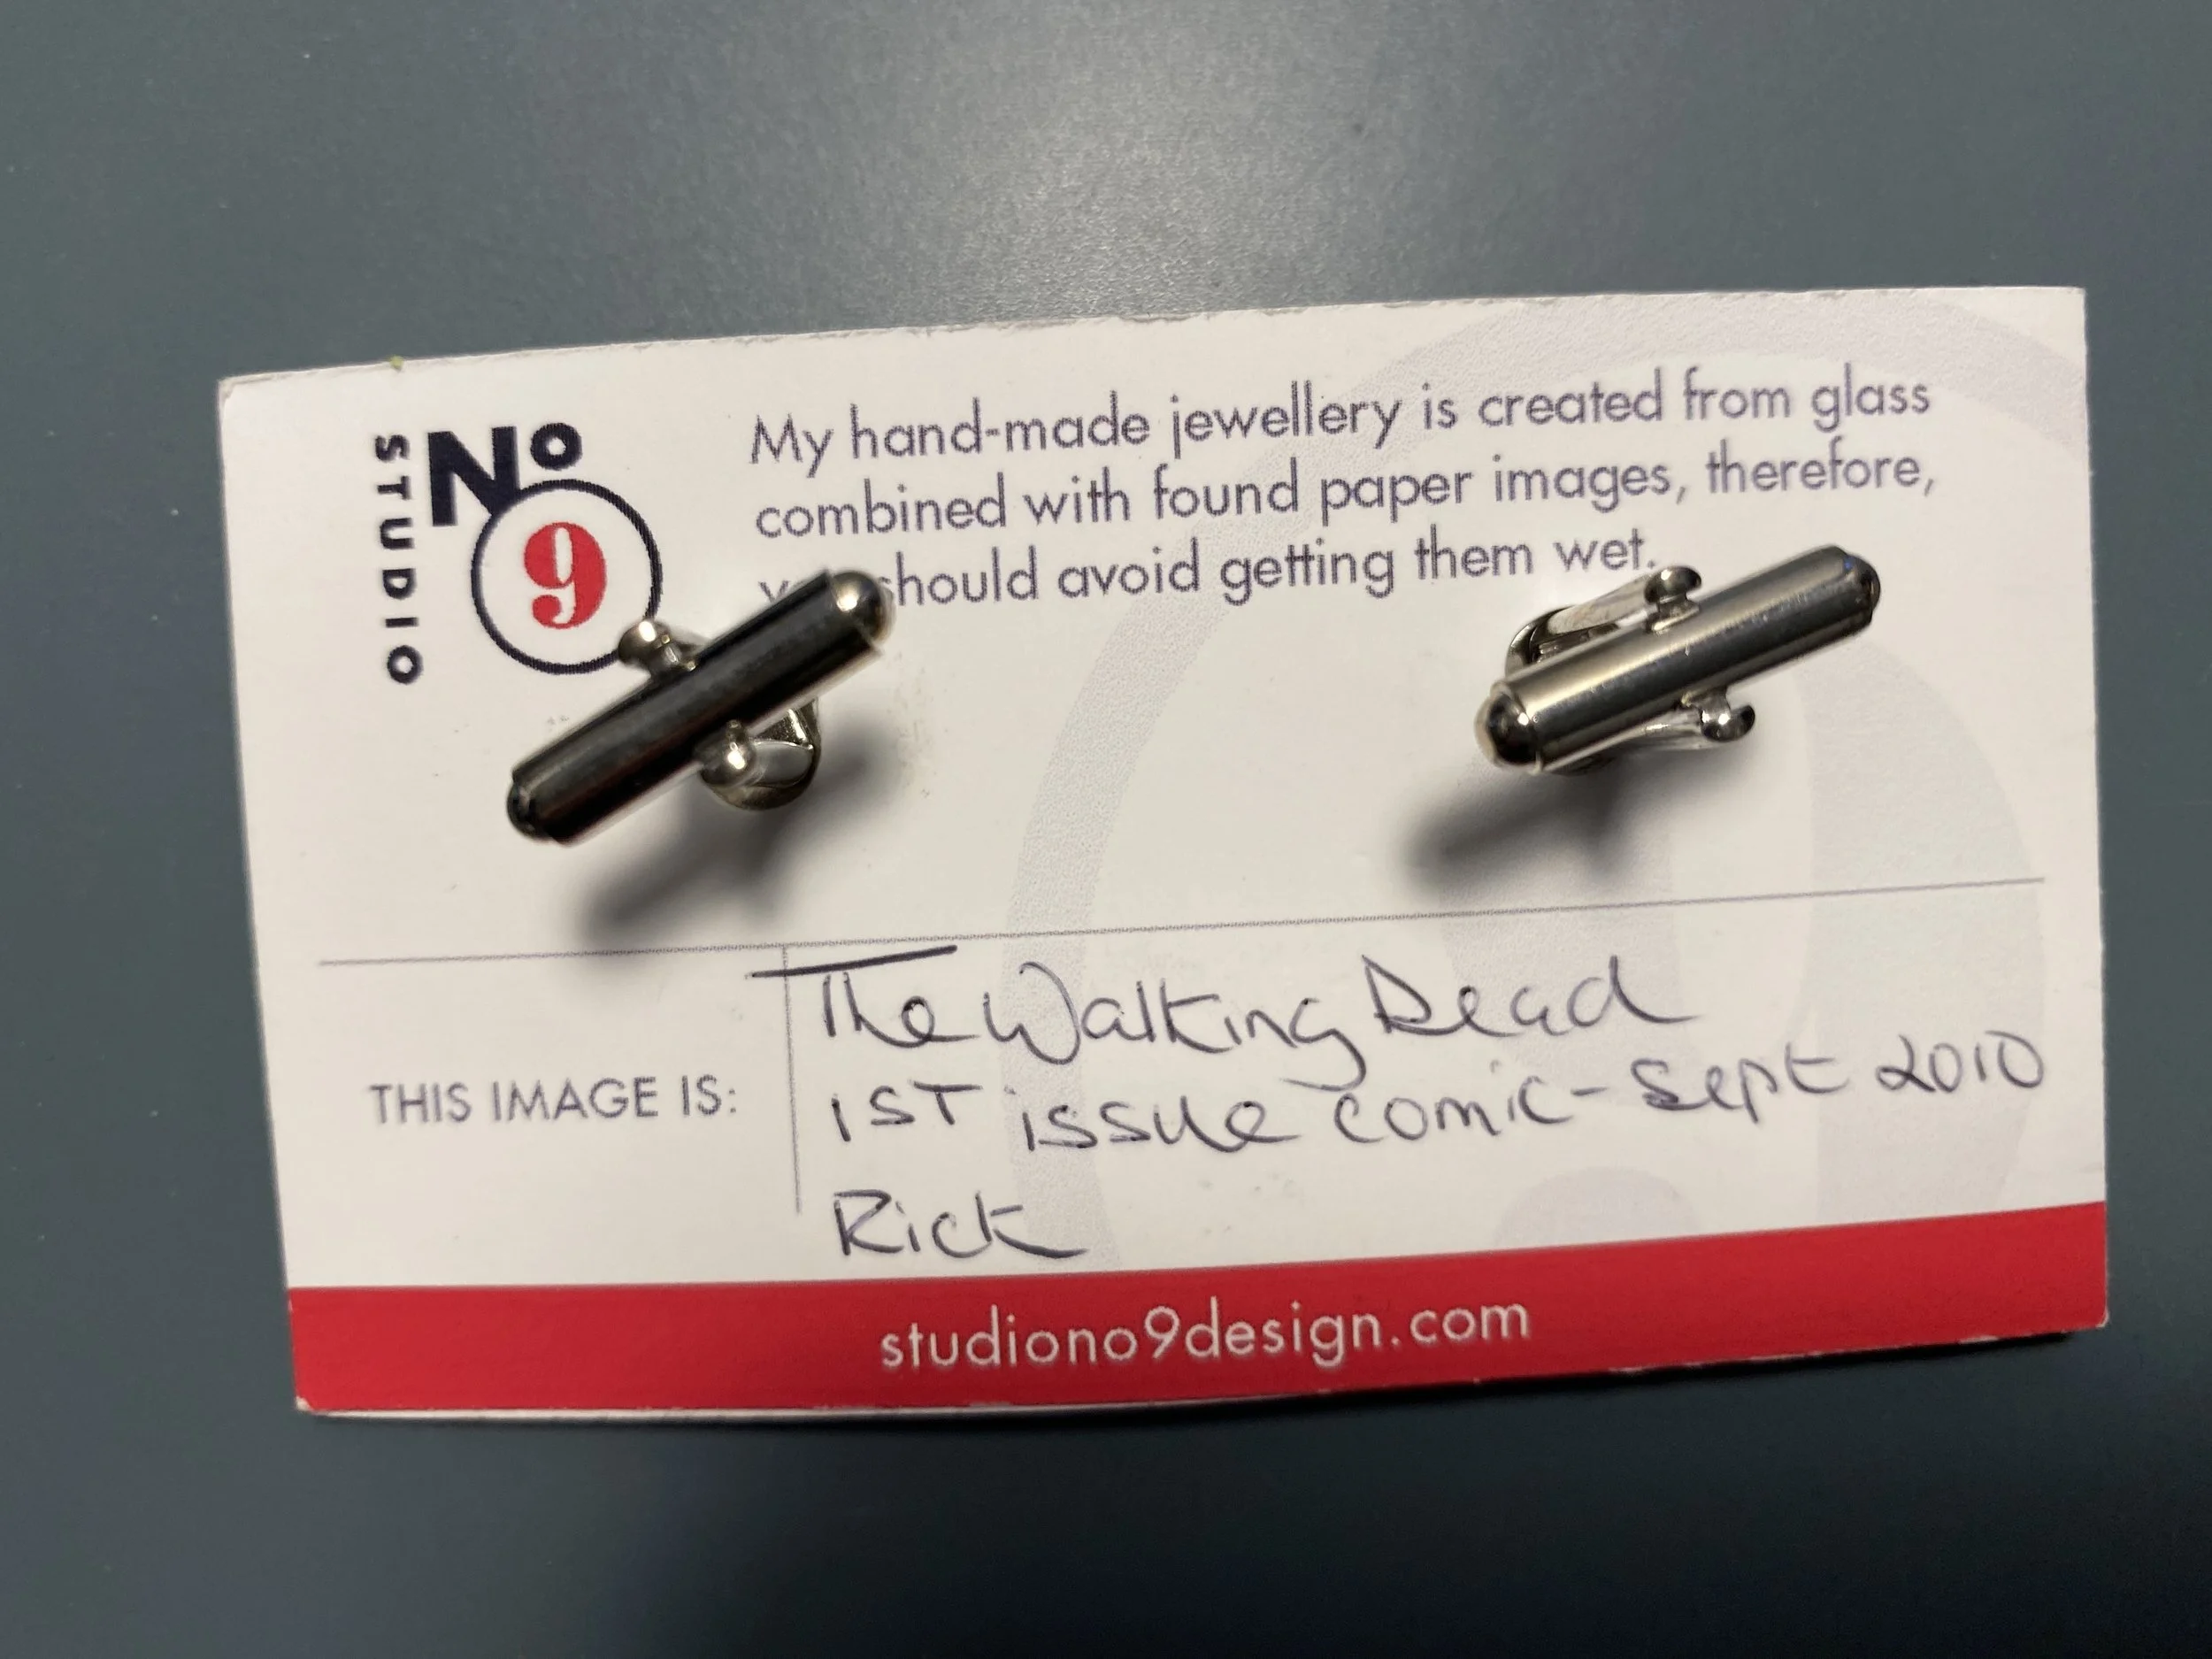 STUDIO
No
9
My hand-made jewellery is created from glass
combined with found paper images, therefore,
should avoid getting them wet.
THIS IMAGE IS:
The Walking Dead
1ST issue comic - Sept 2010
Rick
studiono9design.com